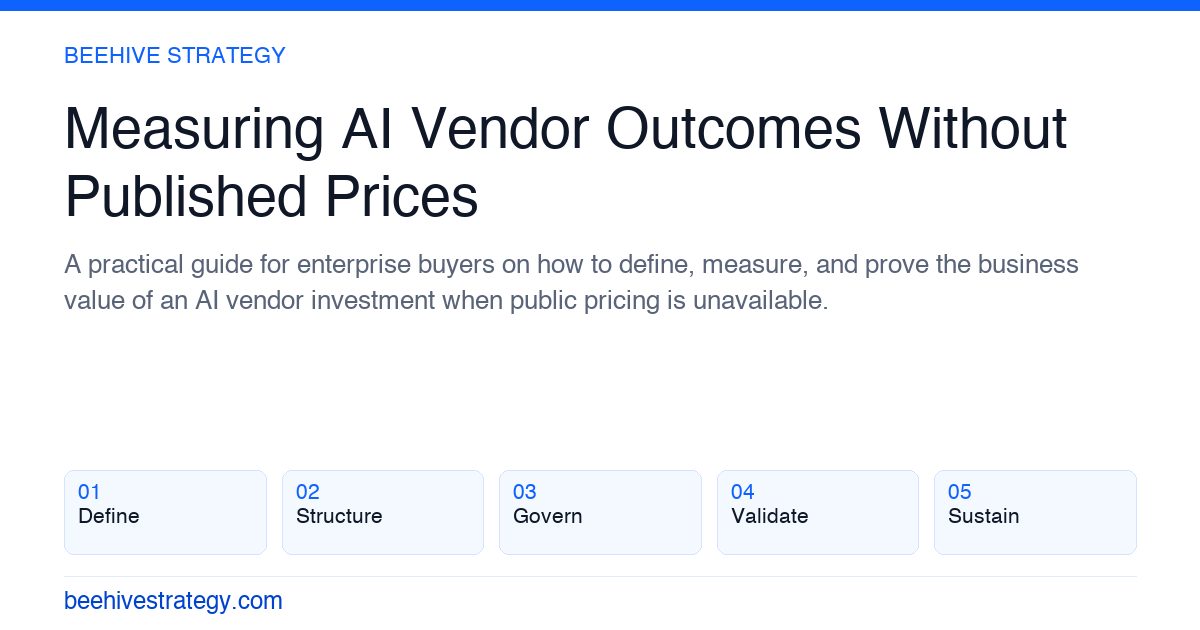 BEEHIVE STRATEGY
Measuring AI Vendor Outcomes Without
Published Prices
A practical guide for enterprise buyers on how to define, measure, and prove the business
value of an AI vendor investment when public pricing is unavailable.
01
Define
02
Structure
03
Govern
04
Validate
05
Sustain
beehivestrategy.com